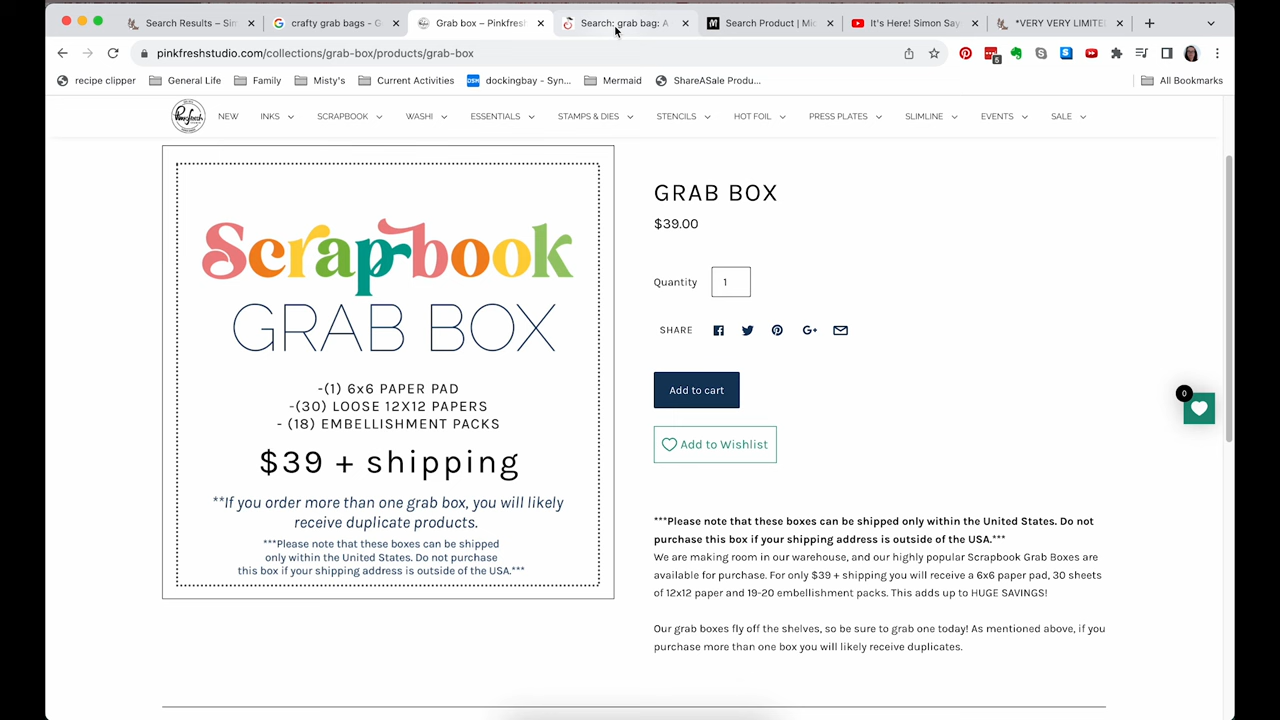 Search Results – Sin
crafty grab bags - G
Grab box – Pinkfresh
Search: grab bag: A
Search Product | Mi
It's Here! Simon Say
*VERY VERY LIMITE
pinkfreshstudio.com/collections/grab-box/products/grab-box
5
recipe clipper
General Life
Family
Misty's
Current Activities
DSM
dockingbay - Syn...
Mermaid
ShareASale Produ...
All Bookmarks
NEW
INKS
SCRAPBOOK
WASHI
ESSENTIALS
STAMPS & DIES
STENCILS
HOT FOIL
PRESS PLATES
SLIMLINE
EVENTS
SALE
Scrapbook
GRAB BOX
-(1) 6x6 PAPER PAD
-(30) LOOSE 12X12 PAPERS
- (18) EMBELLISHMENT PACKS
$39 + shipping
**If you order more than one grab box, you will likely
receive duplicate products.
***Please note that these boxes can be shipped
only within the United States. Do not purchase
this box if your shipping address is outside of the USA.***
GRAB BOX
$39.00
Quantity 1
SHARE
G+
Add to cart
Add to Wishlist
0
***Please note that these boxes can be shipped only within the United States. Do not
purchase this box if your shipping address is outside of the USA.***
We are making room in our warehouse, and our highly popular Scrapbook Grab Boxes are
available for purchase. For only $39 + shipping you will receive a 6x6 paper pad, 30 sheets
of 12x12 paper and 19-20 embellishment packs. This adds up to HUGE SAVINGS!
Our grab boxes fly off the shelves, so be sure to grab one today! As mentioned above, if you
purchase more than one box you will likely receive duplicates.